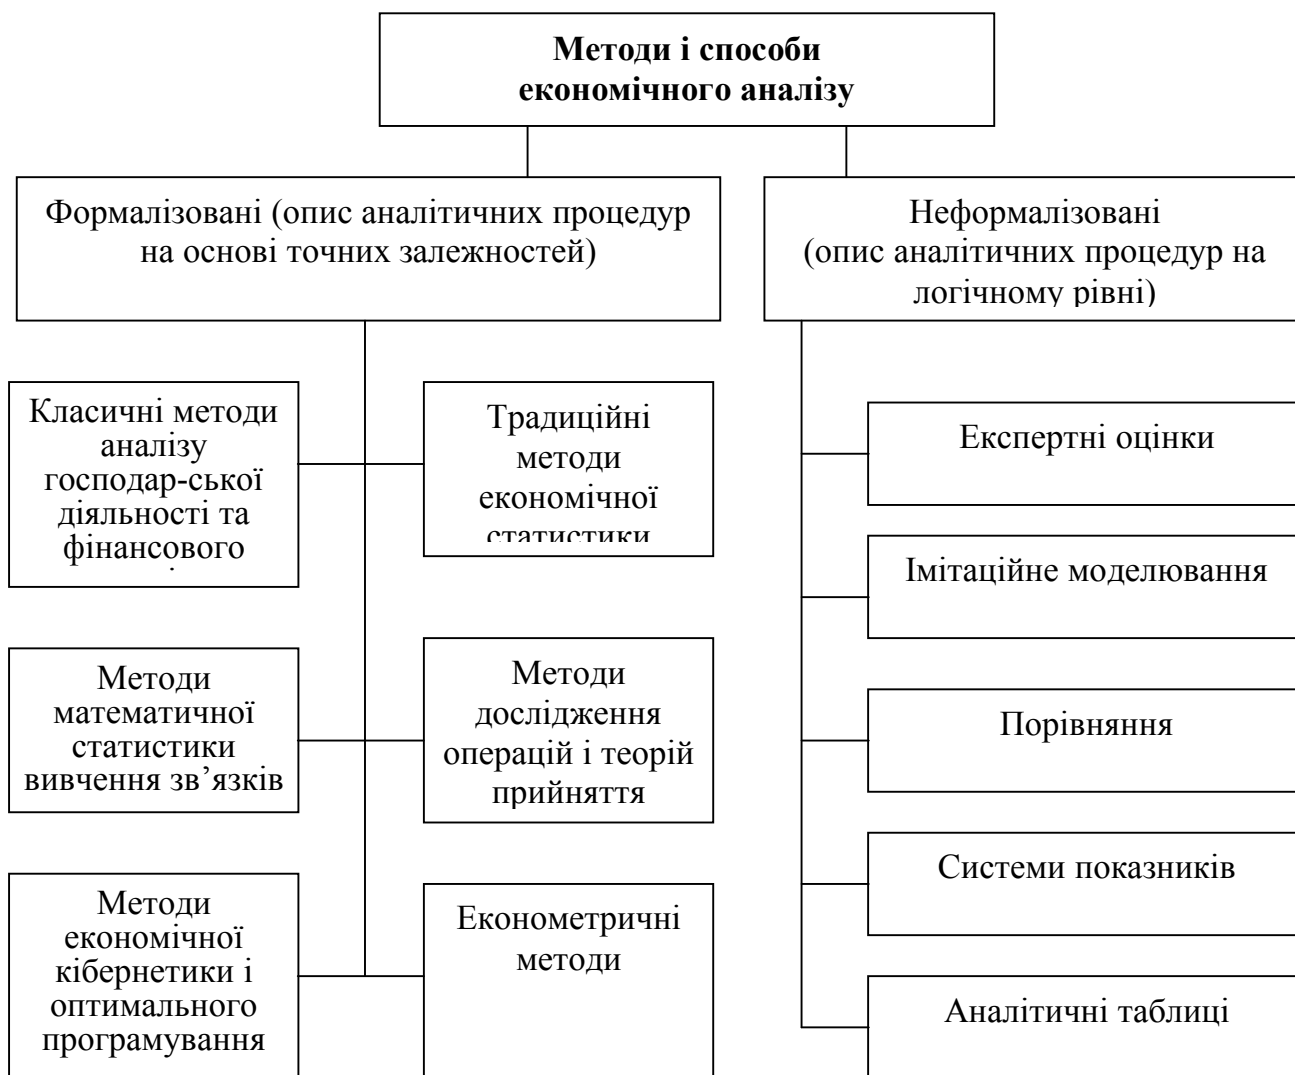 Методи і способи
економічного аналізу
Формалізовані (опис аналітичних процедур
на основі точних залежностей)
Неформалізовані
(опис аналітичних процедур на
логічному рівні)
Класичні методи
аналізу
господар-ської
діяльності та
фінансового
Традиційні
методи
економічної
статистики
Методи
математичної
статистики
вивчення зв’язків
Методи
дослідження
операцій і теорій
прийняття
Методи
економічної
кібернетики і
оптимального
програмування
Економетричні
методи
Експертні оцінки
Імітаційне моделювання
Порівняння
Системи показників
Аналітичні таблиці